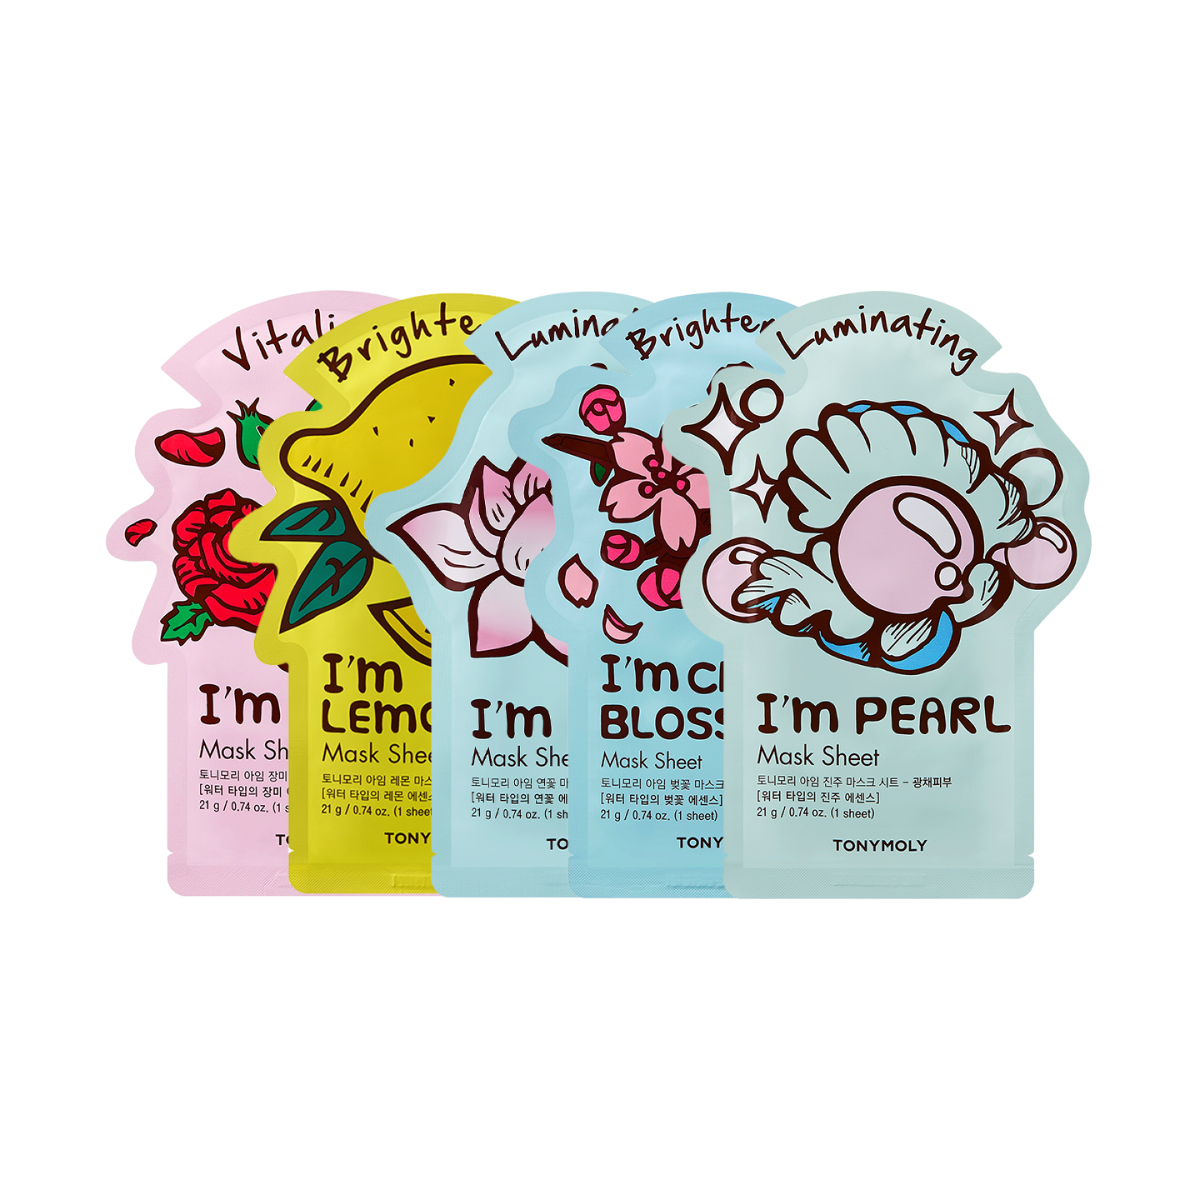 Vitali
I'm
Mask Sh
토니모리 아임 장미
[워터 타입의 장미
21 g / 0.74 oz. (1 s
Brighte
I'm
LEMO
Mask Shee
토니모리 아임 레몬 마스
[워터 타입의 레몬 에센스
21 g / 0.74 oz. (1 sheet
TONY
Lumina
I'm
Mask She
토니모리 아임 연꽃 마
[워터 타입의 연꽃 에
21 g / 0.74 oz. (1 sh
TO
Brighten
I'm CH
BLOSS
Mask Sheet
토니모리 아임 벚꽃 마스크
[워터 타입의 벚꽃 에센스]
21 g / 0.74 oz. (1 sheet)
TONY
Luminating
I'm PEARL
Mask Sheet
토니모리 아임 진주 마스크 시트 – 광채피부
[워터 타입의 진주 에센스]
21 g / 0.74 oz. (1 sheet)
TONYMOLY